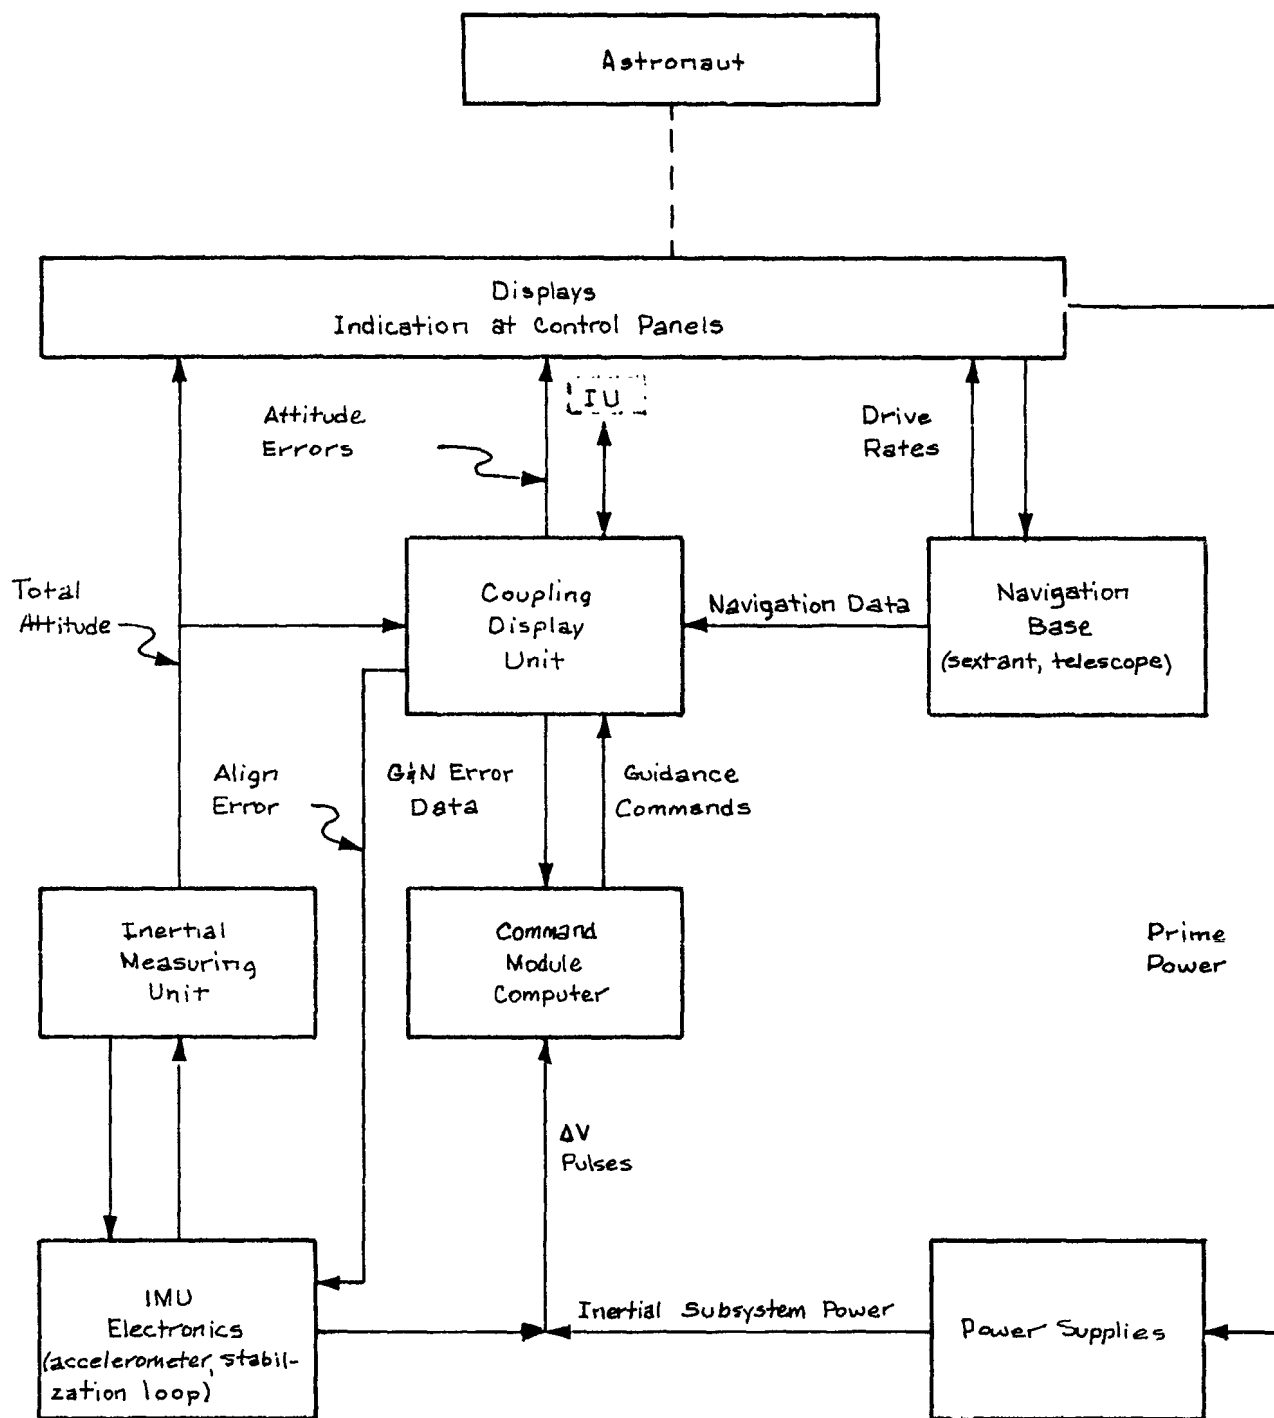 Astronaut
Displays
Indication at Control Panels
IU
Attitude
Errors
Drive
Rates
Total
Attitude
Coupling
Display
Unit
Navigation Data
Navigation
Base
(sextant, telescope)
Align
Error
G&N Error
Data
Guidance
Commands
Inertial
Measuring
Unit
Command
Module
Computer
Prime
Power
ΔV
Pulses
IMU
Electronics
(accelerometer, stabil-
zation loop)
Inertial Subsystem Power
Power Supplies